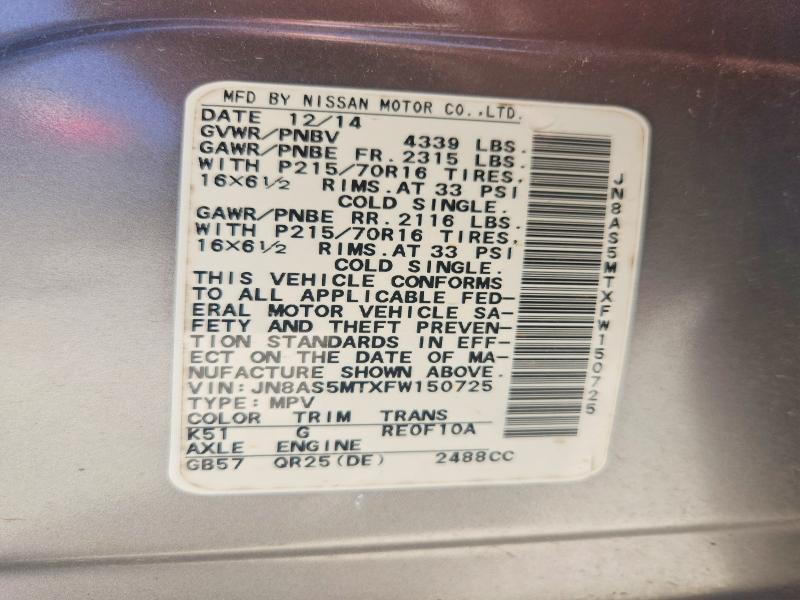 MFD BY NISSAN MOTOR CO.,LTD.
DATE 12/14
GVWR/PNBV 4339 LBS.
GAWR/PNBE FR. 2315 LBS.
WITH P215/70R16 TIRES,
16×6½ RIMS.AT 33 PSI
COLD SINGLE.
GAWR/PNBE RR. 2116 LBS.
WITH P215/70R16 TIRES,
16×6½ RIMS.AT 33 PSI
COLD SINGLE.
THIS VEHICLE CONFORMS
TO ALL APPLICABLE FED-
ERAL MOTOR VEHICLE SA-
FETY AND THEFT PREVEN-
TION STANDARDS IN EFF-
ECT ON THE DATE OF MA-
NUFACTURE SHOWN ABOVE.
VIN: JN8AS5MTXFW150725
TYPE: MPV
COLOR TRIM TRANS
K51 G RE0F10A
AXLE ENGINE
GB57 QR25(DE) 2488CC
JN8AS5MTXFW150725